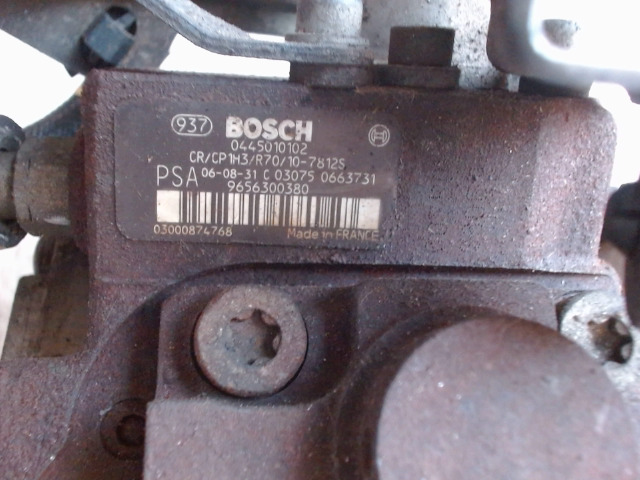 937 BOSCH
0445010102
CR/CP1H3/R70/10-7812S
PSA 06-08-31 C 03075 0663731
9656300380
03000874768 Made in FRANCE